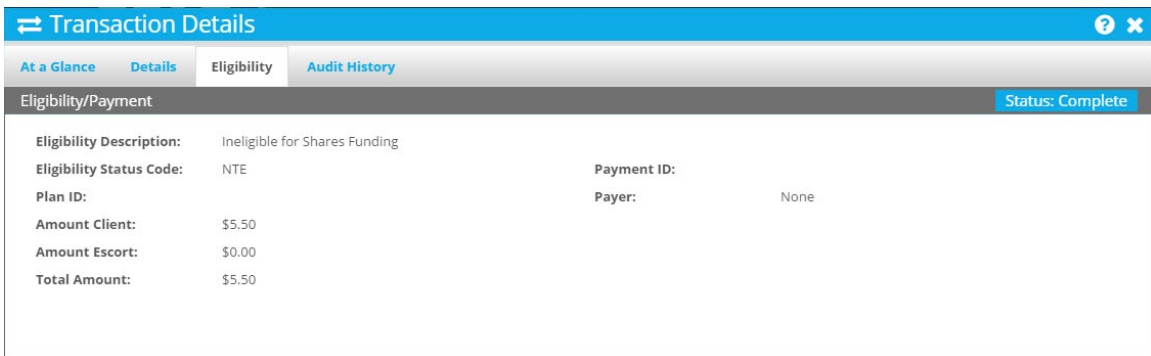 Transaction Details
At a Glance Details Eligibility Audit History
Eligibility/Payment Status: Complete
Eligibility Description: Ineligible for Shares Funding
Eligibility Status Code: NTE Payment ID:
Plan ID: Payer: None
Amount Client: $5.50
Amount Escort: $0.00
Total Amount: $5.50